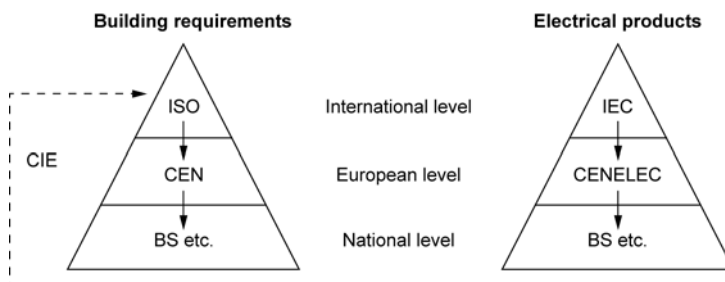 Building requirements
Electrical products
ISO
International level
IEC
CIE
CEN
European level
CENELEC
BS etc.
National level
BS etc.